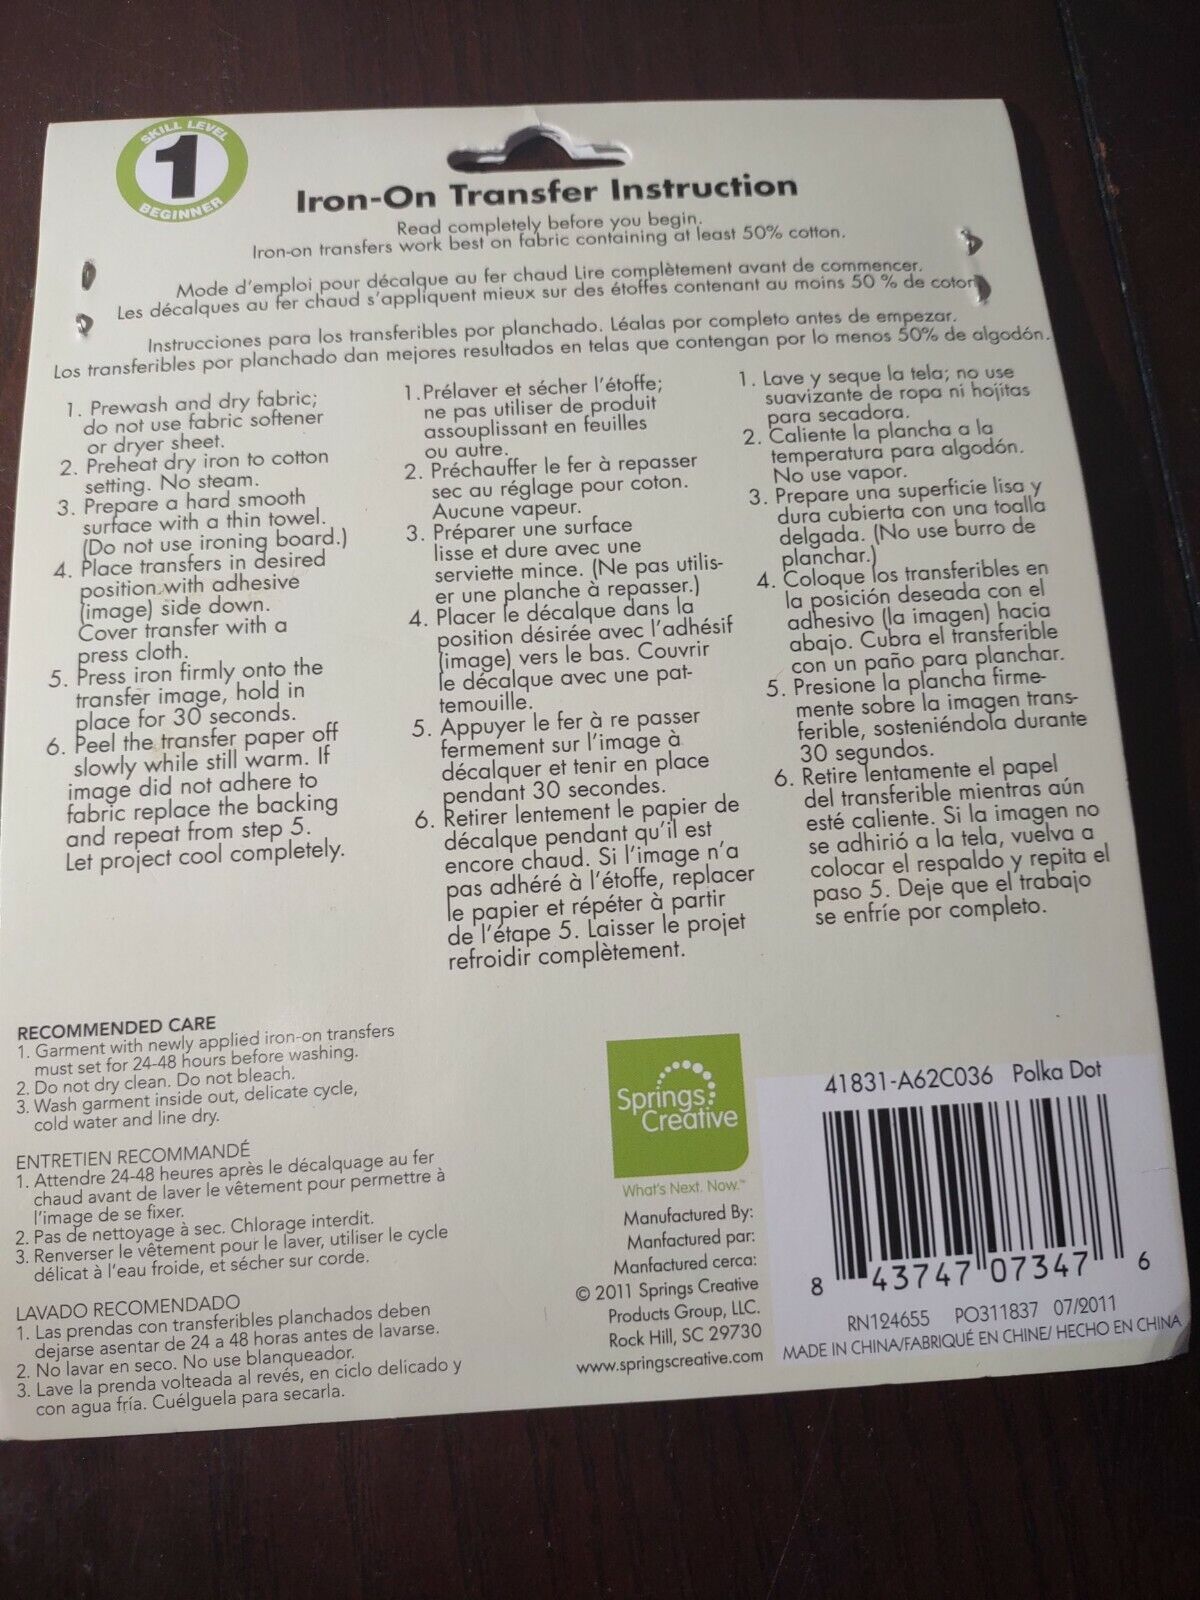 SKILL LEVEL
1
BEGINNER
Iron-On Transfer Instruction
Read completely before you begin.
Iron-on transfers work best on fabric containing at least 50% cotton.
Mode d'emploi pour décalque au fer chaud Lire complètement avant de commencer.
Les décalques au fer chaud s'appliquent mieux sur des étoffes contenant au moins 50 % de coton
Instrucciones para los transferibles por planchado. Léalas por completo antes de empezar.
Los transferibles por planchado dan mejores resultados en telas que contengan por lo menos 50% de algodón.
1. Prewash and dry fabric;
do not use fabric softener
or dryer sheet.
2. Preheat dry iron to cotton
setting. No steam.
3. Prepare a hard smooth
surface with a thin towel.
(Do not use ironing board.)
4. Place transfers in desired
position with adhesive
(image) side down.
Cover transfer with a
press cloth.
5. Press iron firmly onto the
transfer image, hold in
place for 30 seconds.
6. Peel the transfer paper off
slowly while still warm. If
image did not adhere to
fabric replace the backing
and repeat from step 5.
Let project cool completely.
1.Prélaver et sécher l'étoffe;
ne pas utiliser de produit
assouplissant en feuilles
ou autre.
2. Préchauffer le fer à repasser
sec au réglage pour coton.
Aucune vapeur.
3. Préparer une surface
lisse et dure avec une
serviette mince. (Ne pas utilis-
er une planche à repasser.)
4. Placer le décalque dans la
position désirée avec l'adhésif
(image) vers le bas. Couvrir
le décalque avec une pat-
temouille.
5. Appuyer le fer à re passer
fermement sur l'image à
décalquer et tenir en place
pendant 30 secondes.
6. Retirer lentement le papier de
décalque pendant qu'il est
encore chaud. Si l'image n'a
pas adhéré à l'étoffe, replacer
le papier et répéter à partir
de l'étape 5. Laisser le projet
refroidir complètement.
1. Lave y seque la tela; no use
suavizante de ropa ni hojitas
para secadora.
2. Caliente la plancha a la
temperatura para algodón.
No use vapor.
3. Prepare una superficie lisa y
dura cubierta con una toalla
delgada. (No use burro de
planchar.)
4. Coloque los transferibles en
la posición deseada con el
adhesivo (la imagen) hacia
abajo. Cubra el transferible
con un paño para planchar.
5. Presione la plancha firme-
mente sobre la imagen trans-
ferible, sosteniéndola durante
30 segundos.
6. Retire lentamente el papel
del transferible mientras aún
esté caliente. Si la imagen no
se adhirió a la tela, vuelva a
colocar el respaldo y repita el
paso 5. Deje que el trabajo
se enfríe por completo.
RECOMMENDED CARE
1. Garment with newly applied iron-on transfers
must set for 24-48 hours before washing.
2. Do not dry clean. Do not bleach.
3. Wash garment inside out, delicate cycle,
cold water and line dry.
ENTRETIEN RECOMMANDÉ
1. Attendre 24-48 heures après le décalquage au fer
chaud avant de laver le vêtement pour permettre à
l'image de se fixer.
2. Pas de nettoyage à sec. Chlorage interdit.
3. Renverser le vêtement pour le laver, utiliser le cycle
délicat à l'eau froide, et sécher sur corde.
LAVADO RECOMENDADO
1. Las prendas con transferibles planchados deben
dejarse asentar de 24 a 48 horas antes de lavarse.
2. No lavar en seco. No use blanqueador.
3. Lave la prenda volteada al revés, en ciclo delicado y
con agua fría. Cuélguela para secarla.
Springs
Creative
What's Next. Now.™
Manufactured By:
Manfactured par:
Manfactured cerca:
© 2011 Springs Creative
Products Group, LLC.
Rock Hill, SC 29730
www.springscreative.com
41831-A62C036 Polka Dot
8 43747 07347 6
RN124655 PO311837 07/2011
MADE IN CHINA/FABRIQUÉ EN CHINE/ HECHO EN CHINA